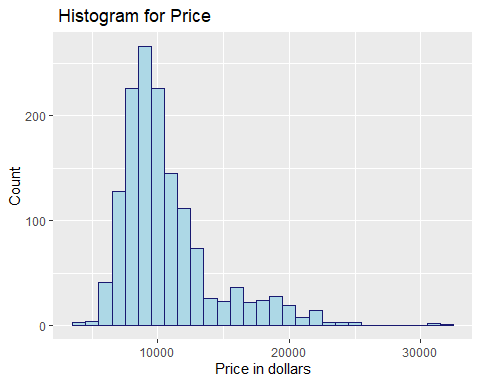 Histogram for Price
200
100
0
Count
10000 20000 30000
Price in dollars